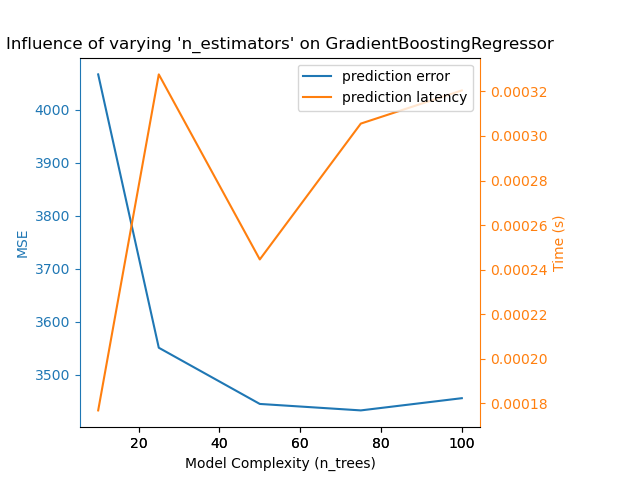 Influence of varying 'n_estimators' on GradientBoostingRegressor
prediction error
prediction latency
4000
3900
3800
3700
3600
3500
MSE
0.00032
0.00030
0.00028
0.00026
0.00024
0.00022
0.00020
0.00018
Time (s)
20 40 60 80 100
Model Complexity (n_trees)